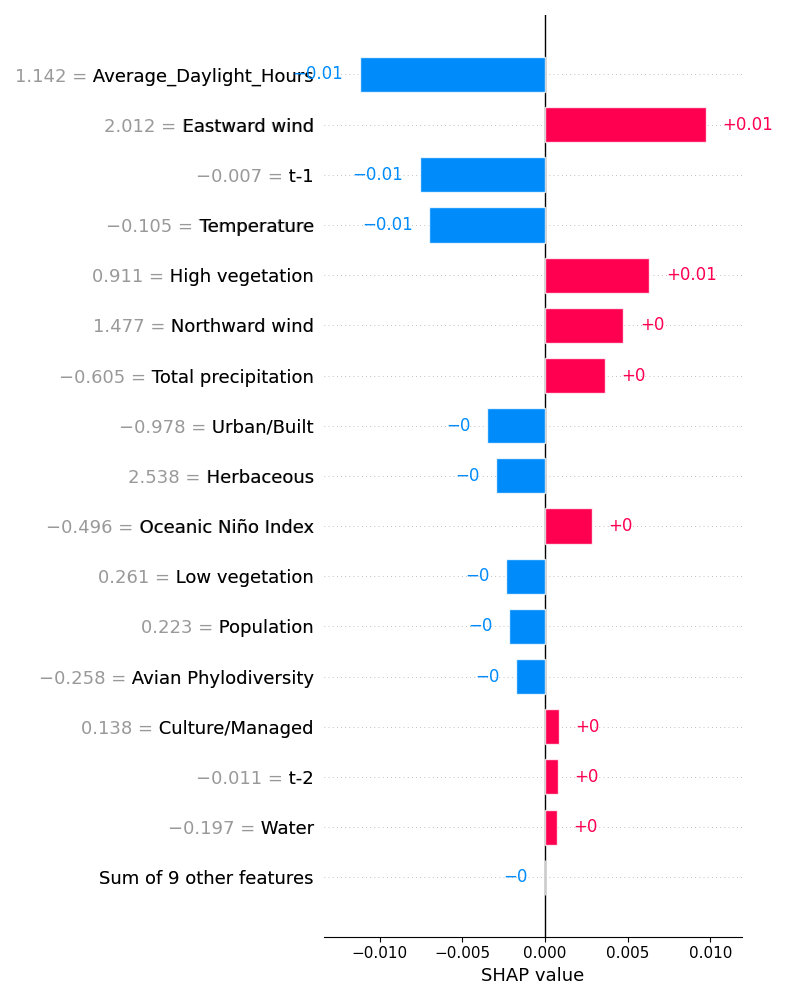 1.142 = Average_Daylight_Hours −0.01
2.012 = Eastward wind +0.01
−0.007 = t-1 −0.01
−0.105 = Temperature −0.01
0.911 = High vegetation +0.01
1.477 = Northward wind +0
−0.605 = Total precipitation +0
−0.978 = Urban/Built −0
2.538 = Herbaceous −0
−0.496 = Oceanic Niño Index +0
0.261 = Low vegetation −0
0.223 = Population −0
−0.258 = Avian Phylodiversity −0
0.138 = Culture/Managed +0
−0.011 = t-2 +0
−0.197 = Water +0
Sum of 9 other features −0
−0.010 −0.005 0.000 0.005 0.010
SHAP value